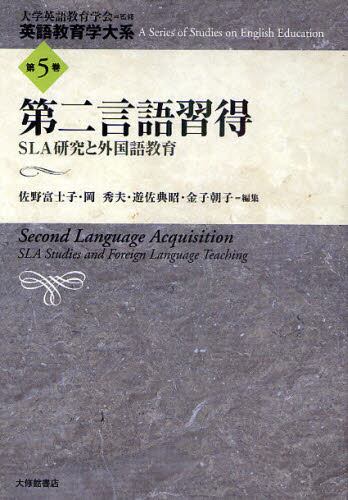 大学英語教育学会=監修
英語教育学大系 A Series of Studies on English Education
第5巻
第二言語習得
SLA研究と外国語教育
佐野富士子・岡 秀夫・遊佐典昭・金子朝子=編集
Second Language Acquisition
SLA Studies and Foreign Language Teaching
大修館書店